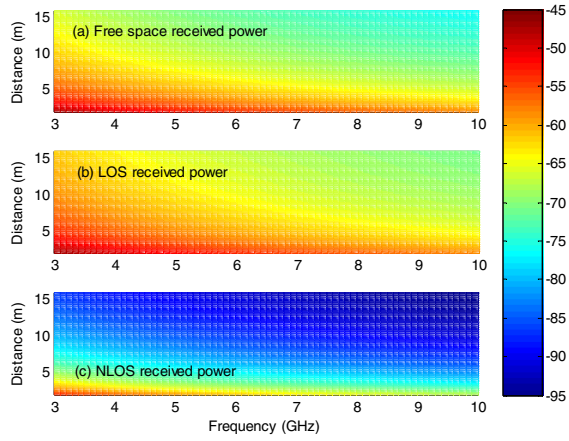 (a) Free space received power
Distance (m)
15
10
5
3 4 5 6 7 8 9 10
(b) LOS received power
Distance (m)
15
10
5
3 4 5 6 7 8 9 10
(c) NLOS received power
Distance (m)
15
10
5
3 4 5 6 7 8 9 10
Frequency (GHz)
-45
-50
-55
-60
-65
-70
-75
-80
-85
-90
-95